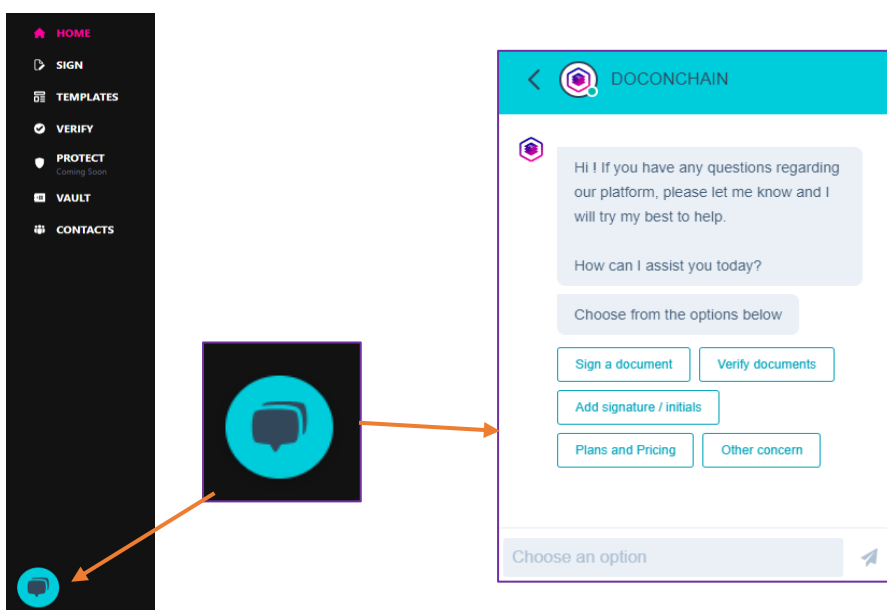 HOME
SIGN
TEMPLATES
VERIFY
PROTECT
Coming Soon
VAULT
CONTACTS
DOCONCHAIN
Hi ! If you have any questions regarding
our platform, please let me know and I
will try my best to help.
How can I assist you today?
Choose from the options below
Sign a document
Verify documents
Add signature / initials
Plans and Pricing
Other concern
Choose an option